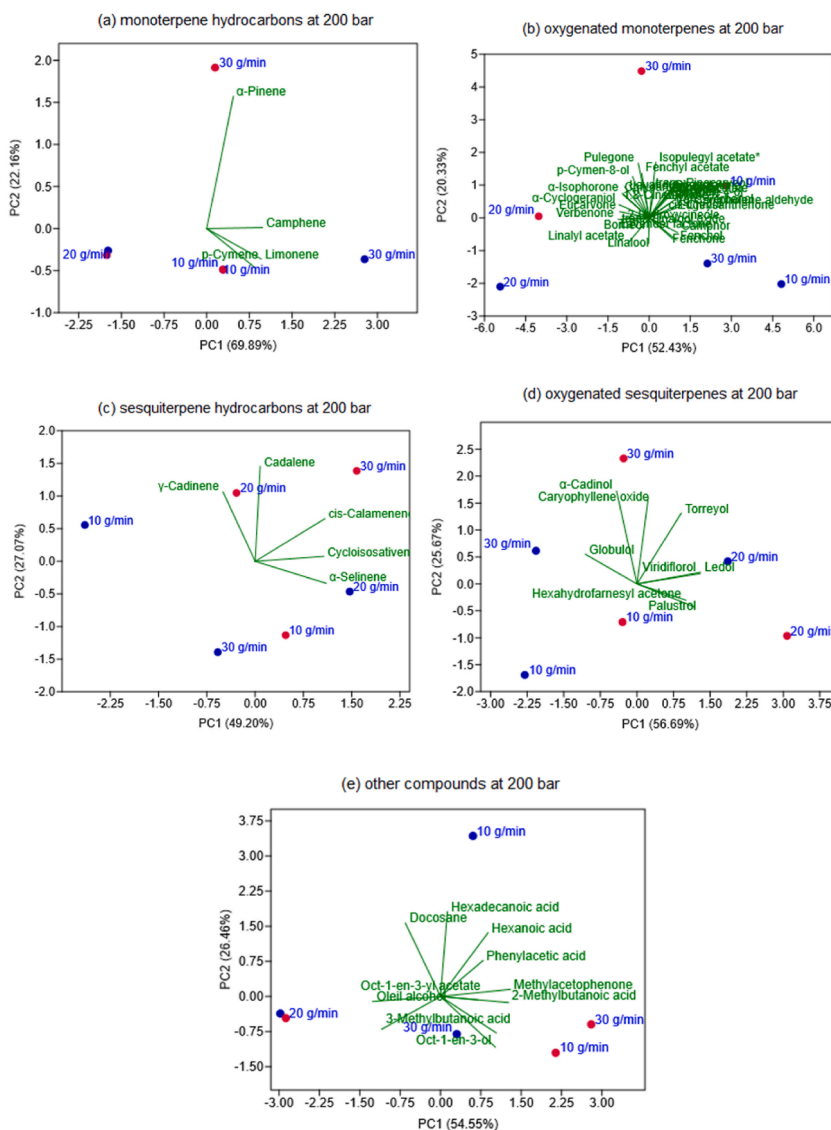 (a) monoterpene hydrocarbons at 200 bar
2.0
1.5
1.0
0.5
0.0
-0.5
-1.0
PC2 (22.16%)
30 g/min
α-Pinene
Camphene
p-Cymene
Limonene
20 g/min
10 g/min
10 g/min
30 g/min
-2.25 -1.50 -0.75 0.00 0.75 1.50 2.25 3.00
PC1 (69.89%)
(b) oxygenated monoterpenes at 200 bar
5
4
3
2
1
0
-1
-2
-3
PC2 (20.33%)
30 g/min
Pulegone
Isopulegyl acetate*
Fenchyl acetate
p-Cymen-8-ol
10 g/min
α-Isophorone
α-Cyclogeraniol
Eucarvone
20 g/min
Verbenone
Camphor
Linalyl acetate
Fenchol
Linalool
Fenchone
30 g/min
20 g/min
10 g/min
-6.0 -4.5 -3.0 -1.5 0.0 1.5 3.0 4.5 6.0
PC1 (52.43%)
(c) sesquiterpene hydrocarbons at 200 bar
2.0
1.5
1.0
0.5
0.0
-0.5
-1.0
-1.5
-2.0
PC2 (27.07%)
Cadalene
30 g/min
γ-Cadinene
20 g/min
10 g/min
cis-Calamenene
Cycloisosativen
α-Selinene
20 g/min
10 g/min
30 g/min
-2.25 -1.50 -0.75 0.00 0.75 1.50 2.25
PC1 (49.20%)
(d) oxygenated sesquiterpenes at 200 bar
2.5
2.0
1.5
1.0
0.5
0.0
-0.5
-1.0
-1.5
-2.0
PC2 (25.67%)
30 g/min
α-Cadinol
Caryophyllene oxide
Torreyol
30 g/min
Globulol
20 g/min
Viridiflorol
Ledol
Hexahydrofarnesyl acetone
Palustrol
10 g/min
20 g/min
10 g/min
-3.00 -2.25 -1.50 -0.75 0.00 0.75 1.50 2.25 3.00
PC1 (56.69%)
(e) other compounds at 200 bar
3.75
3.00
2.25
1.50
0.75
0.00
-0.75
-1.50
PC2 (26.46%)
10 g/min
Hexadecanoic acid
Docosane
Hexanoic acid
Phenylacetic acid
Oct-1-en-3-yl acetate
Methylacetophenone
Oleil alcohol
2-Methylbutanoic acid
20 g/min
3-Methylbutanoic acid
30 g/min
30 g/min
Oct-1-en-3-ol
10 g/min
-3.00 -2.00 -1.00 0.00 1.00 2.00 3.00
PC1 (54.55%)